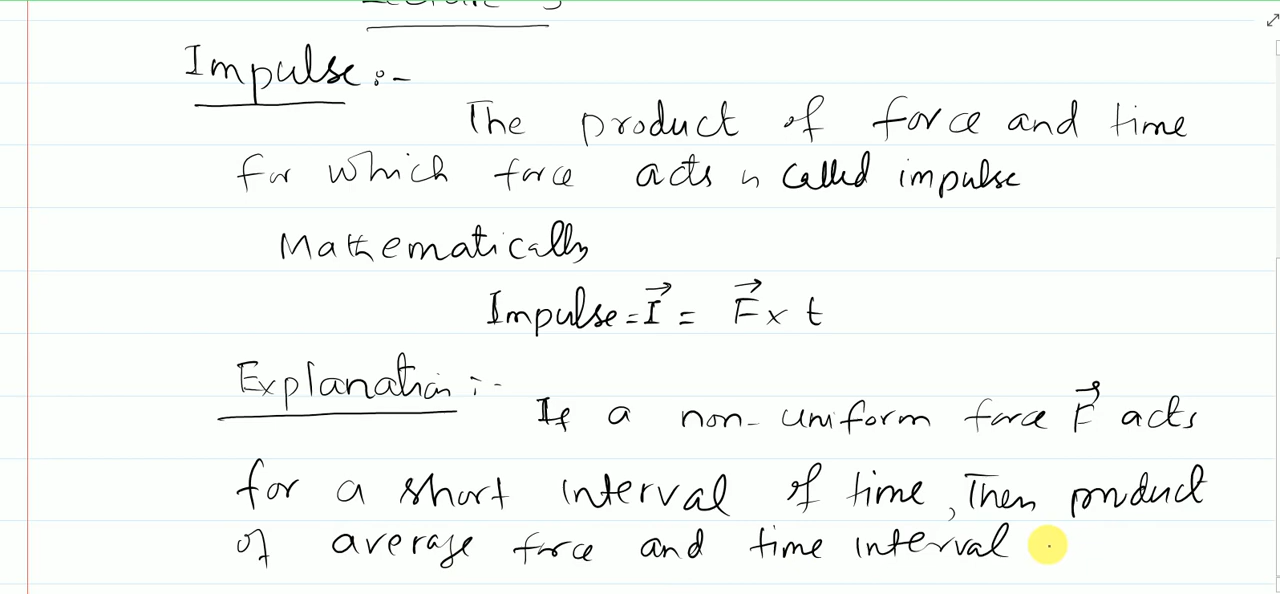 Impulse:-
The product of force and time
for which force acts is called impulse
Mathematically
Impulse = I⃗ = F⃗ × t
Explanation:-
If a non-uniform force F⃗ acts
for a short interval of time, Then product
of average force and time interval